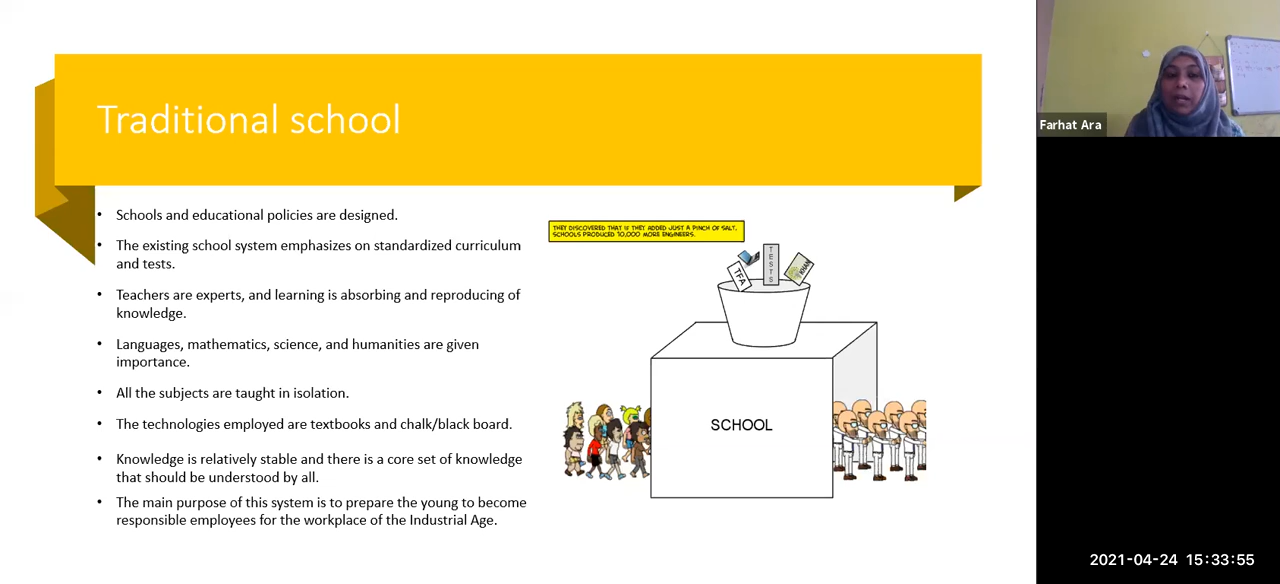 Traditional school
• Schools and educational policies are designed.
• The existing school system emphasizes on standardized curriculum
and tests.
• Teachers are experts, and learning is absorbing and reproducing of
knowledge.
• Languages, mathematics, science, and humanities are given
importance.
• All the subjects are taught in isolation.
• The technologies employed are textbooks and chalk/black board.
• Knowledge is relatively stable and there is a core set of knowledge
that should be understood by all.
• The main purpose of this system is to prepare the young to become
responsible employees for the workplace of the Industrial Age.
THEY DISCOVERED THAT IF THEY ADDED JUST A PINCH OF SALT,
SCHOOLS PRODUCED 10,000 MORE ENGINEERS.
TFA
TESTS
KHAN
SCHOOL
Farhat Ara
2021-04-24 15:33:55